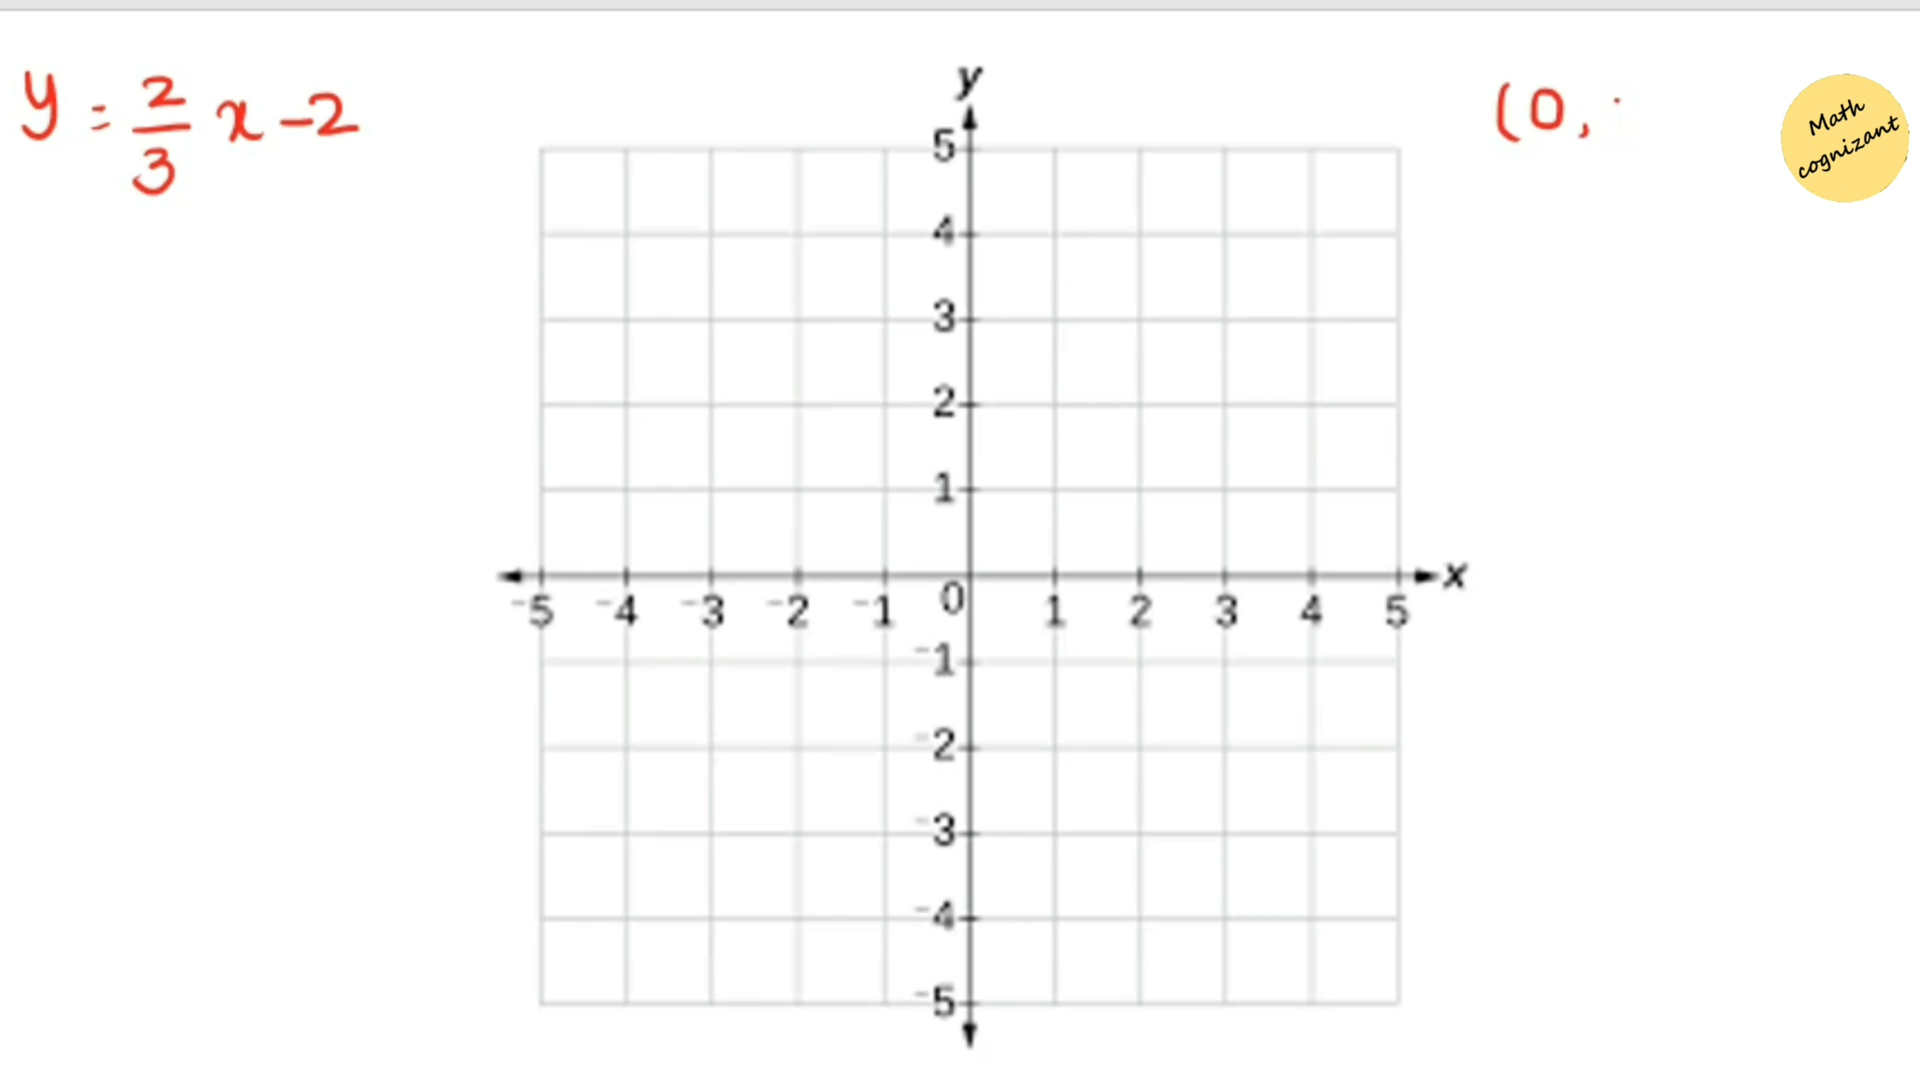 y = 2/3 x - 2
(0,
Math
cognizant
y
5
4
3
2
1
-5 -4 -3 -2 -1 0 1 2 3 4 5 x
-1
-2
-3
-4
-5